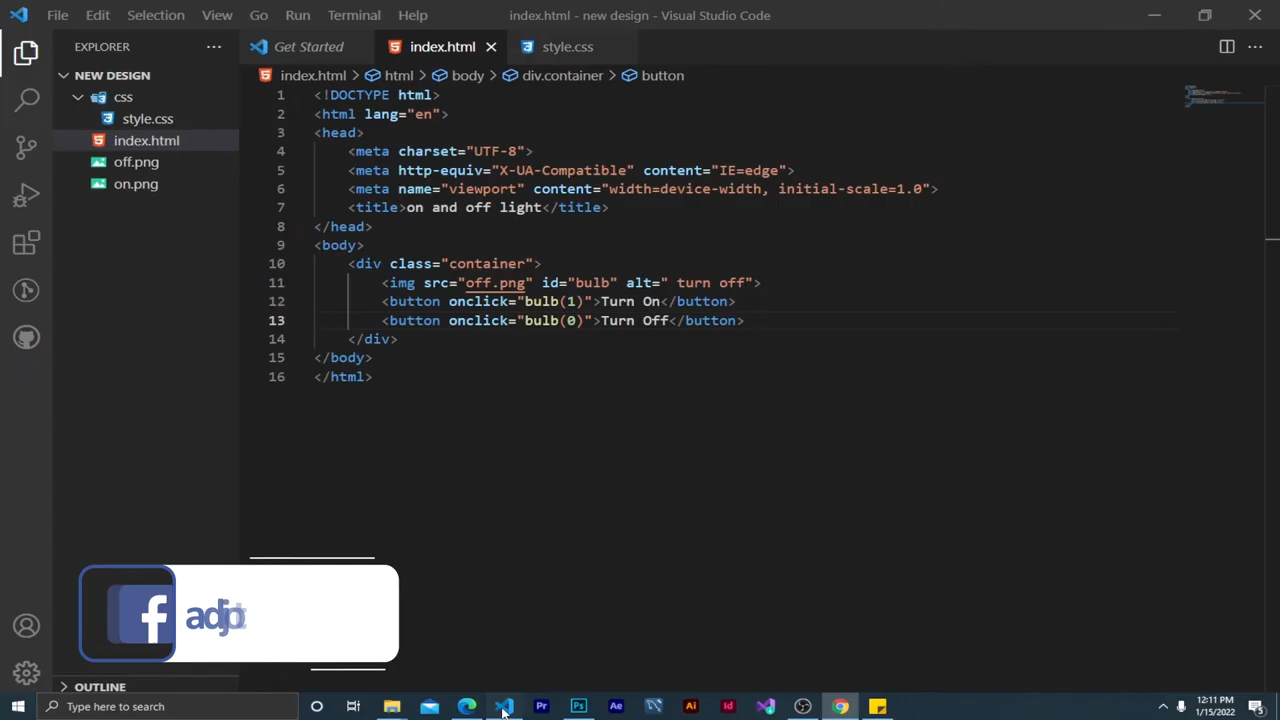 File Edit Selection View Go Run Terminal Help
index.html - new design - Visual Studio Code
EXPLORER
Get Started
index.html
style.css
NEW DESIGN
css
style.css
index.html
off.png
on.png
index.html > html > body > div.container > button
1 <!DOCTYPE html>
2 <html lang="en">
3 <head>
4 <meta charset="UTF-8">
5 <meta http-equiv="X-UA-Compatible" content="IE=edge">
6 <meta name="viewport" content="width=device-width, initial-scale=1.0">
7 <title>on and off light</title>
8 </head>
9 <body>
10 <div class="container">
11 <img src="off.png" id="bulb" alt=" turn off">
12 <button onclick="bulb(1)">Turn On</button>
13 <button onclick="bulb(0)">Turn Off</button>
14 </div>
15 </body>
16 </html>
f
OUTLINE
Type here to search
Pr
Ps
Ae
Ai
Id
12:11 PM
1/15/2022
5